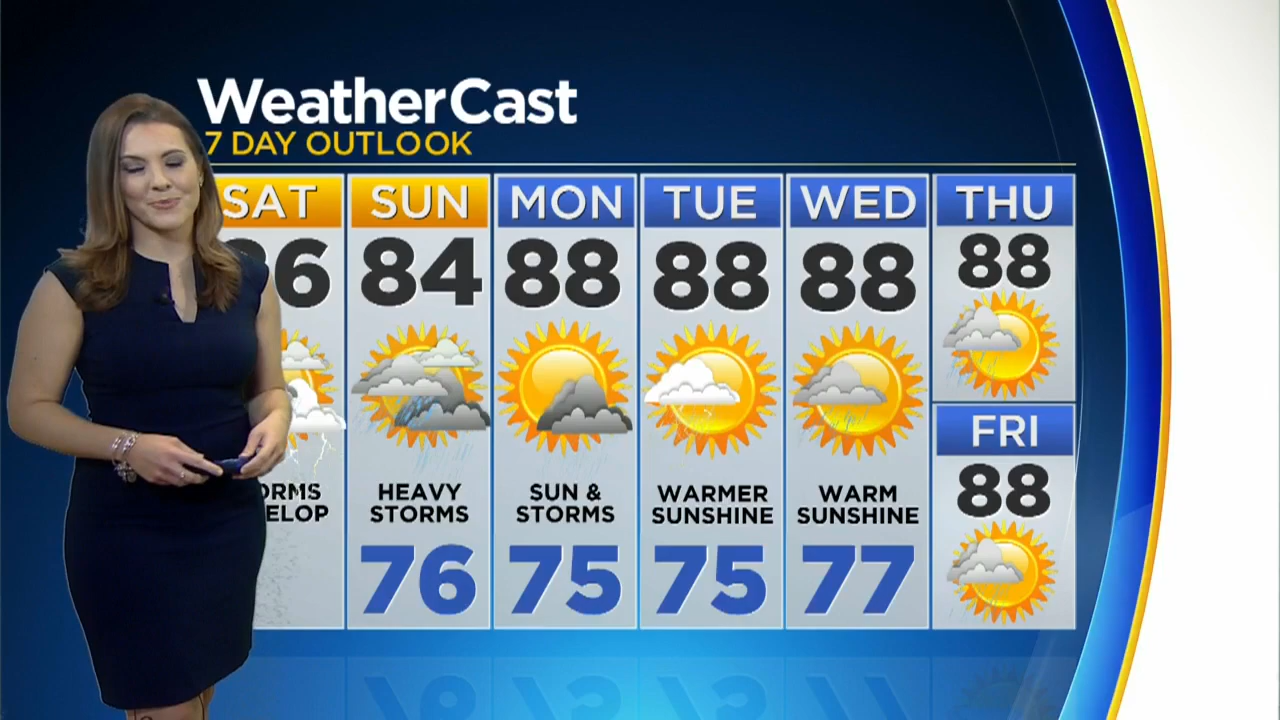 WeatherCast
7 DAY OUTLOOK
SAT
SUN
84
HEAVY
STORMS
76
MON
88
SUN &
STORMS
75
TUE
88
WARMER
SUNSHINE
75
WED
88
WARM
SUNSHINE
77
THU
88
FRI
88